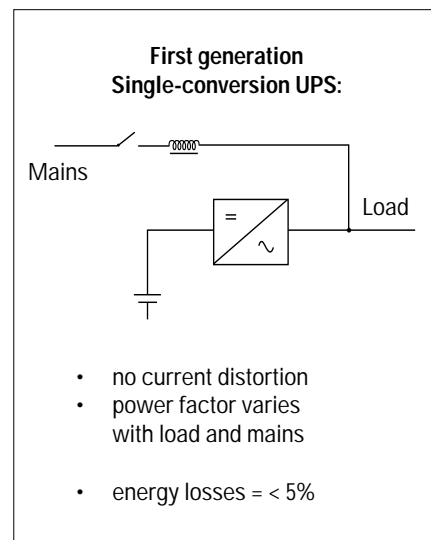 First generation
Single-conversion UPS:
Mains
Load
=
~
• no current distortion
• power factor varies
with load and mains
• energy losses = < 5%